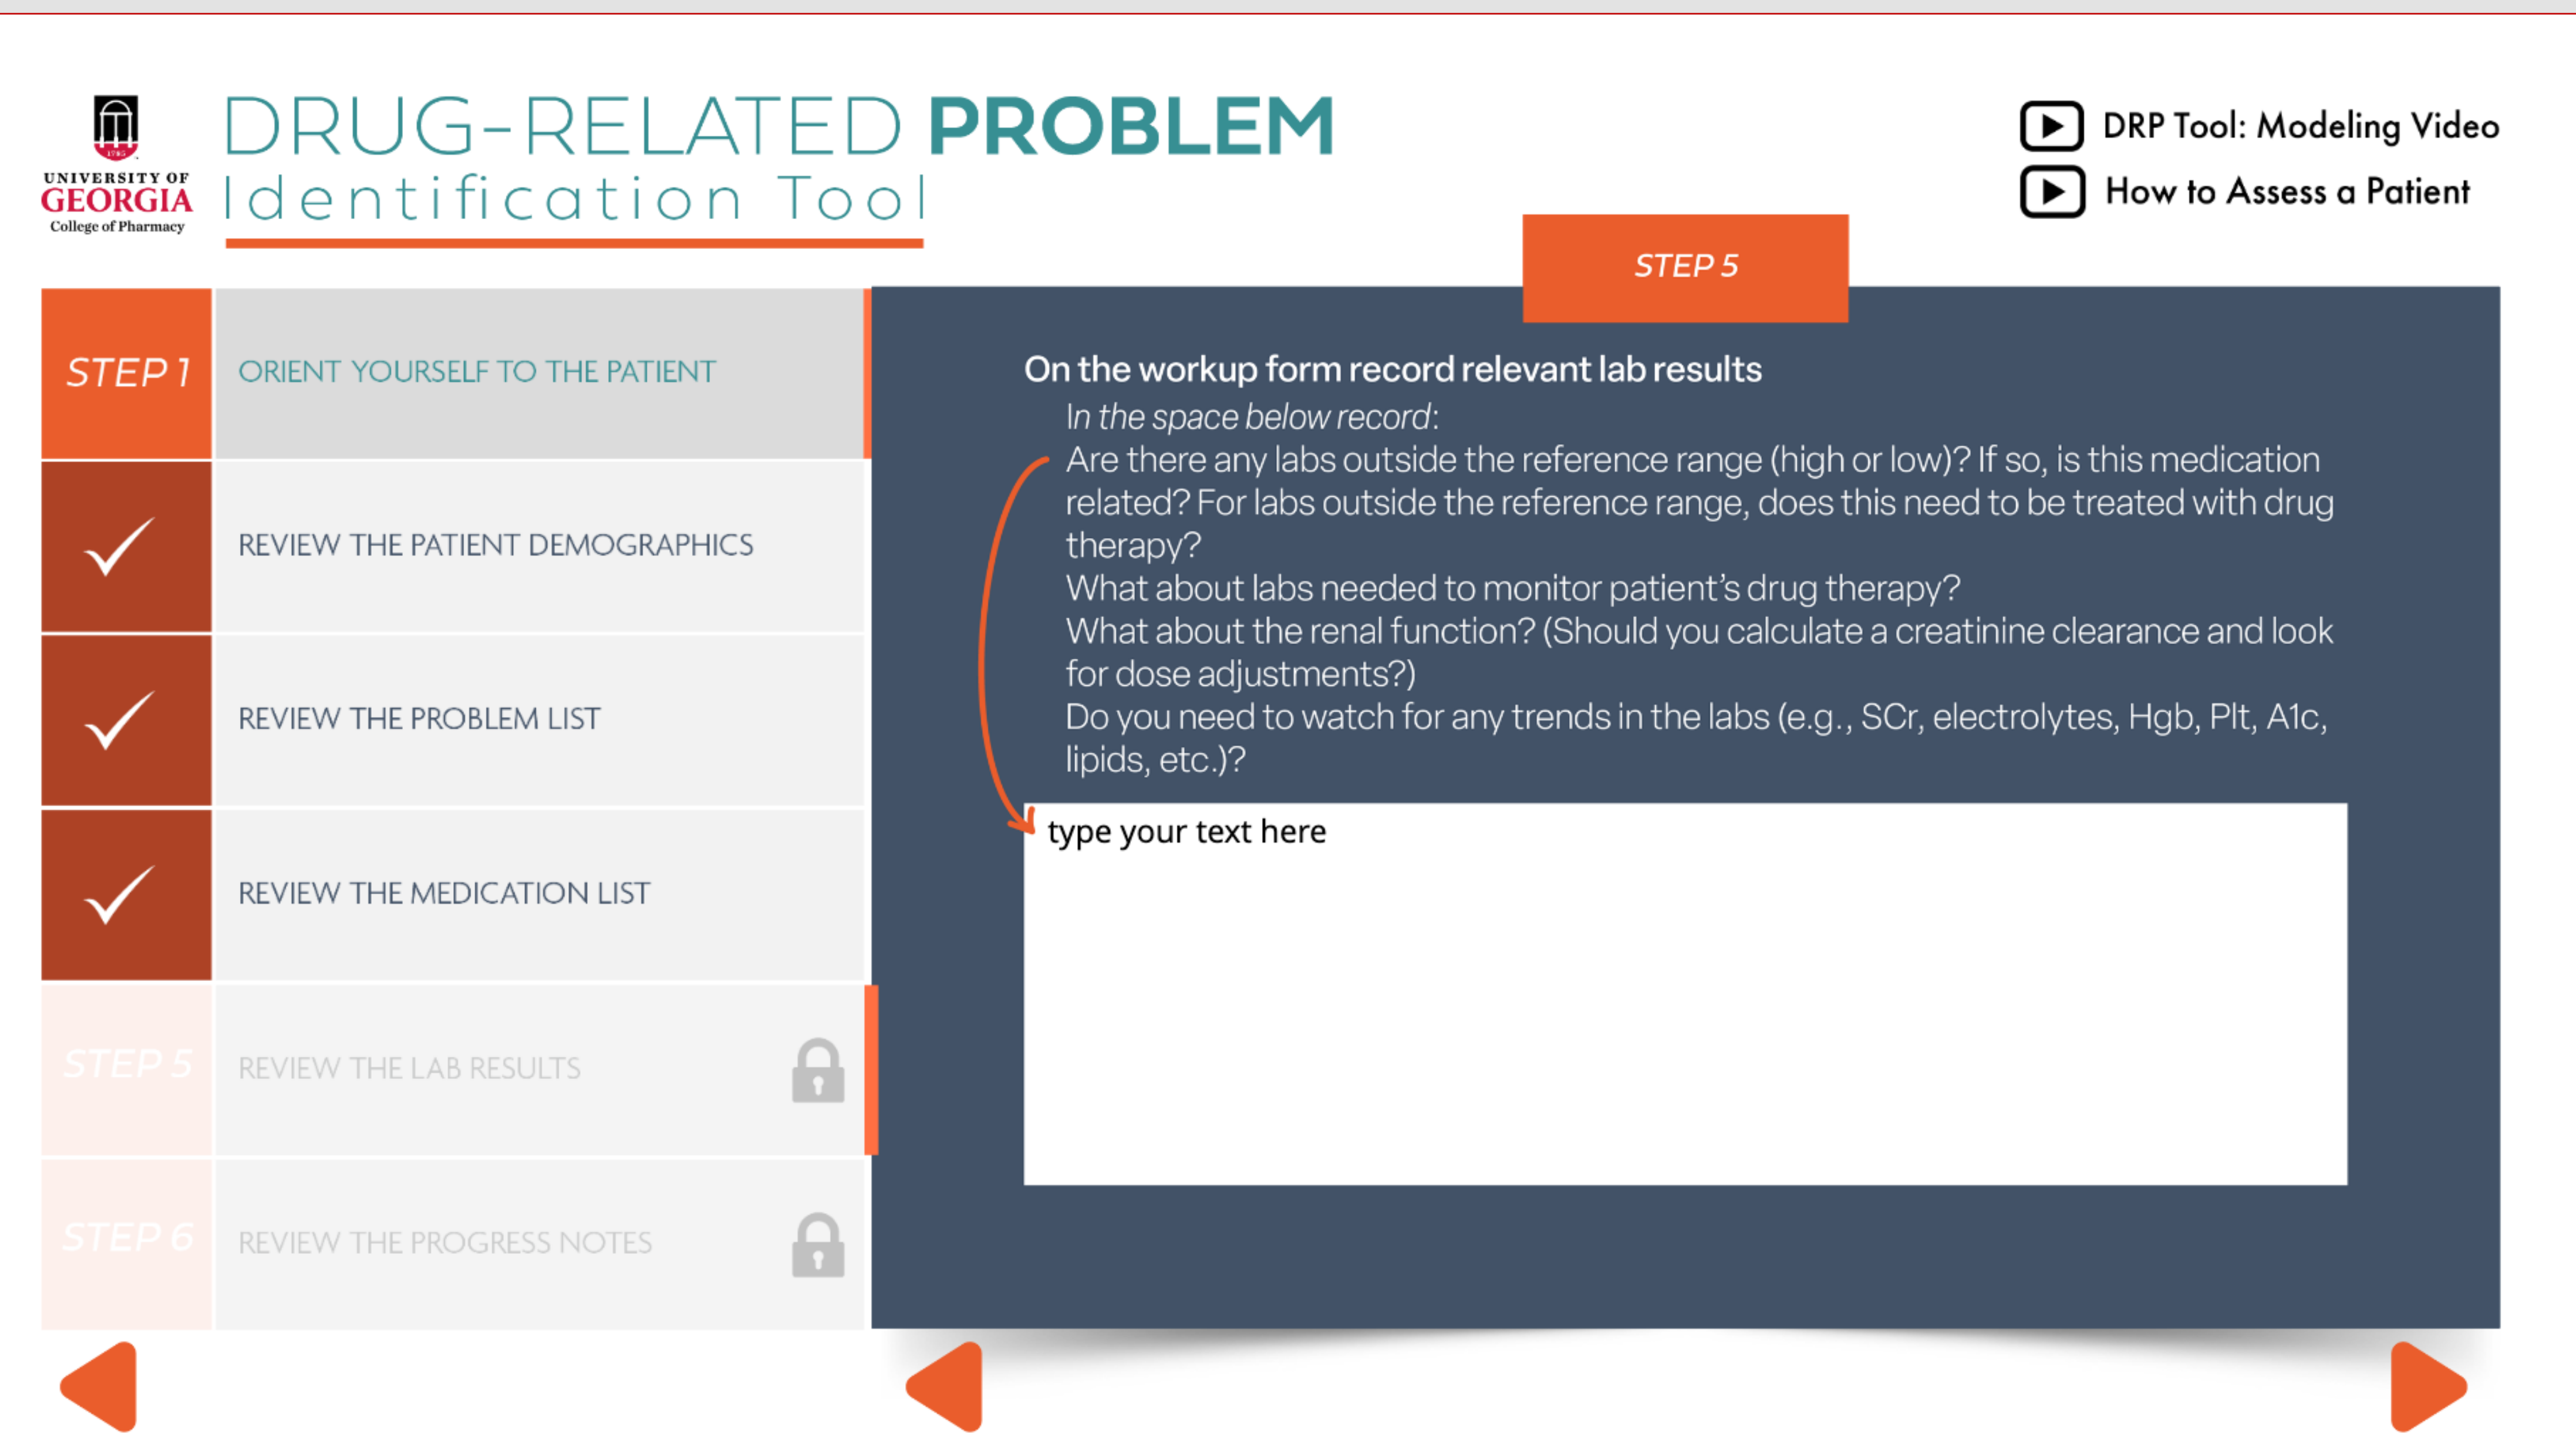 DRUG-RELATED PROBLEM
Identification Tool
1785
UNIVERSITY OF
GEORGIA
College of Pharmacy
DRP Tool: Modeling Video
How to Assess a Patient
STEP 1
ORIENT YOURSELF TO THE PATIENT
REVIEW THE PATIENT DEMOGRAPHICS
REVIEW THE PROBLEM LIST
REVIEW THE MEDICATION LIST
STEP 5
REVIEW THE LAB RESULTS
STEP 6
REVIEW THE PROGRESS NOTES
STEP 5
On the workup form record relevant lab results
In the space below record:
Are there any labs outside the reference range (high or low)? If so, is this medication
related? For labs outside the reference range, does this need to be treated with drug
therapy?
What about labs needed to monitor patient's drug therapy?
What about the renal function? (Should you calculate a creatinine clearance and look
for dose adjustments?)
Do you need to watch for any trends in the labs (e.g., SCr, electrolytes, Hgb, Plt, A1c,
lipids, etc.)?
type your text here